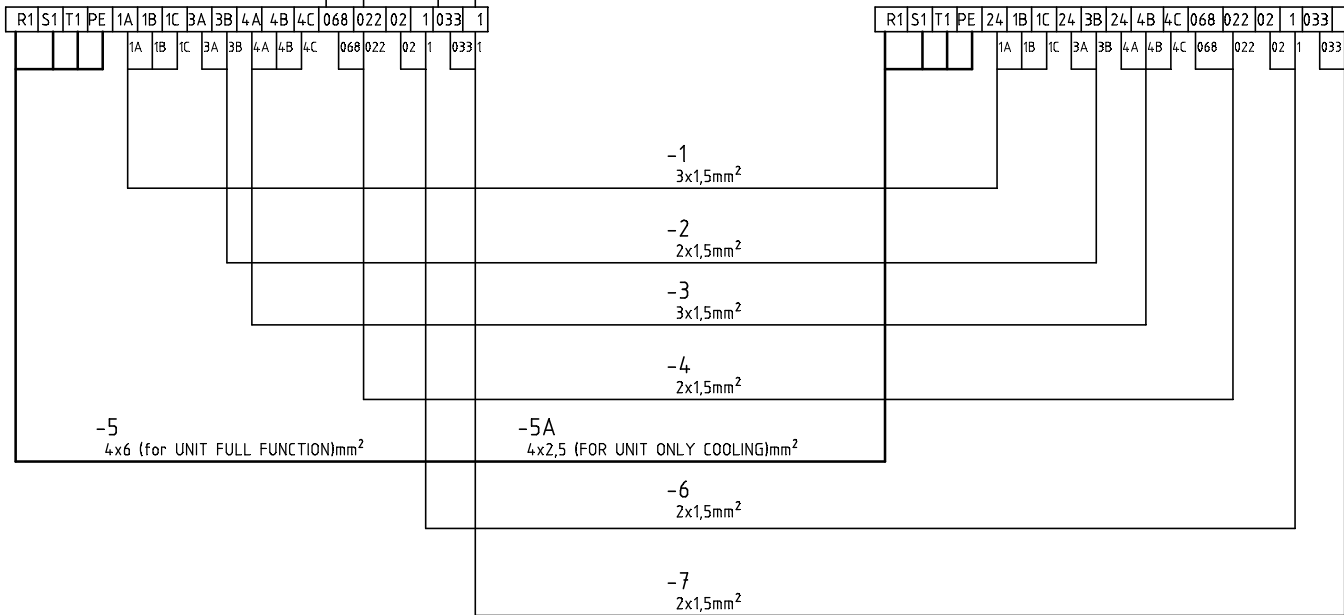 R1 S1 T1 PE 1A 1B 1C 3A 3B 4A 4B 4C 068 022 02 1 033 1
1A 1B 1C 3A 3B 4A 4B 4C 068 022 02 1 033 1
R1 S1 T1 PE 24 1B 1C 24 3B 24 4B 4C 068 022 02 1 033
1A 1B 1C 3A 3B 4A 4B 4C 068 022 02 1 033
-1
3x1,5mm²
-2
2x1,5mm²
-3
3x1,5mm²
-4
2x1,5mm²
-5
4x6 (for UNIT FULL FUNCTION)mm²
-5A
4x2,5 (FOR UNIT ONLY COOLING)mm²
-6
2x1,5mm²
-7
2x1,5mm²